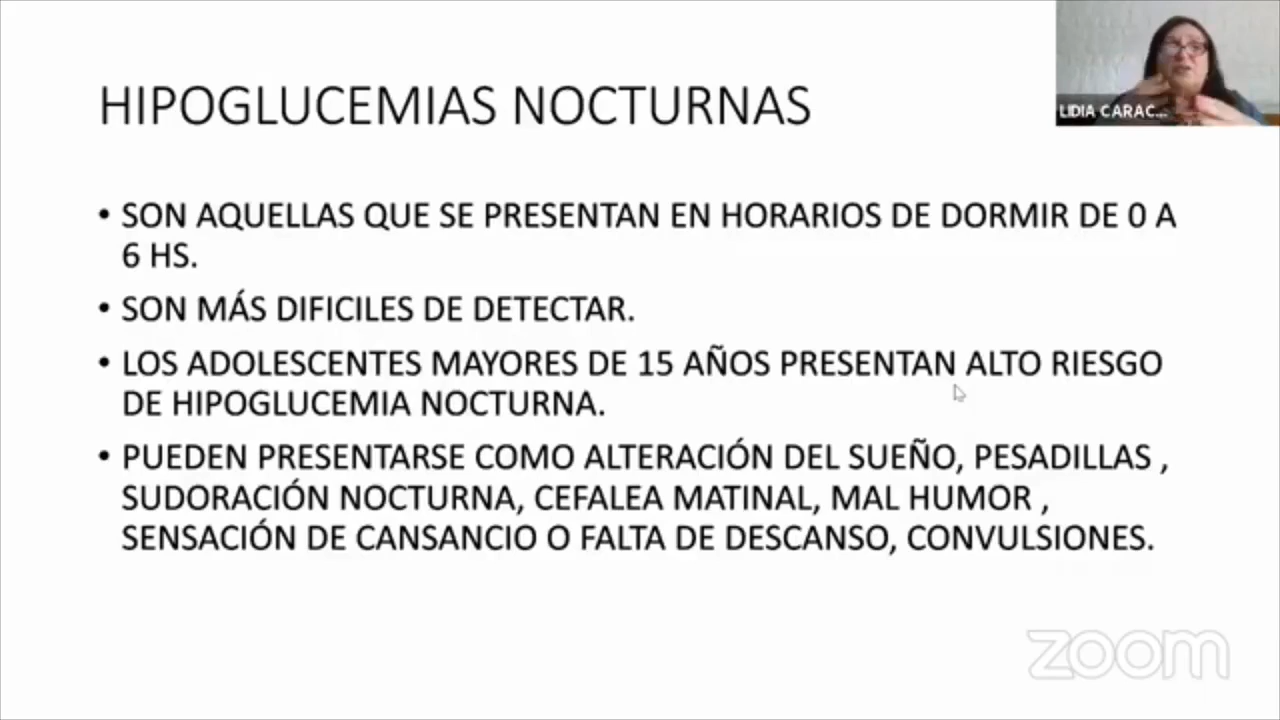 HIPOGLUCEMIAS NOCTURNAS
LIDIA CARAC...
• SON AQUELLAS QUE SE PRESENTAN EN HORARIOS DE DORMIR DE 0 A
6 HS.
• SON MÁS DIFICILES DE DETECTAR.
• LOS ADOLESCENTES MAYORES DE 15 AÑOS PRESENTAN ALTO RIESGO
DE HIPOGLUCEMIA NOCTURNA.
• PUEDEN PRESENTARSE COMO ALTERACIÓN DEL SUEÑO, PESADILLAS ,
SUDORACIÓN NOCTURNA, CEFALEA MATINAL, MAL HUMOR ,
SENSACIÓN DE CANSANCIO O FALTA DE DESCANSO, CONVULSIONES.
zoom